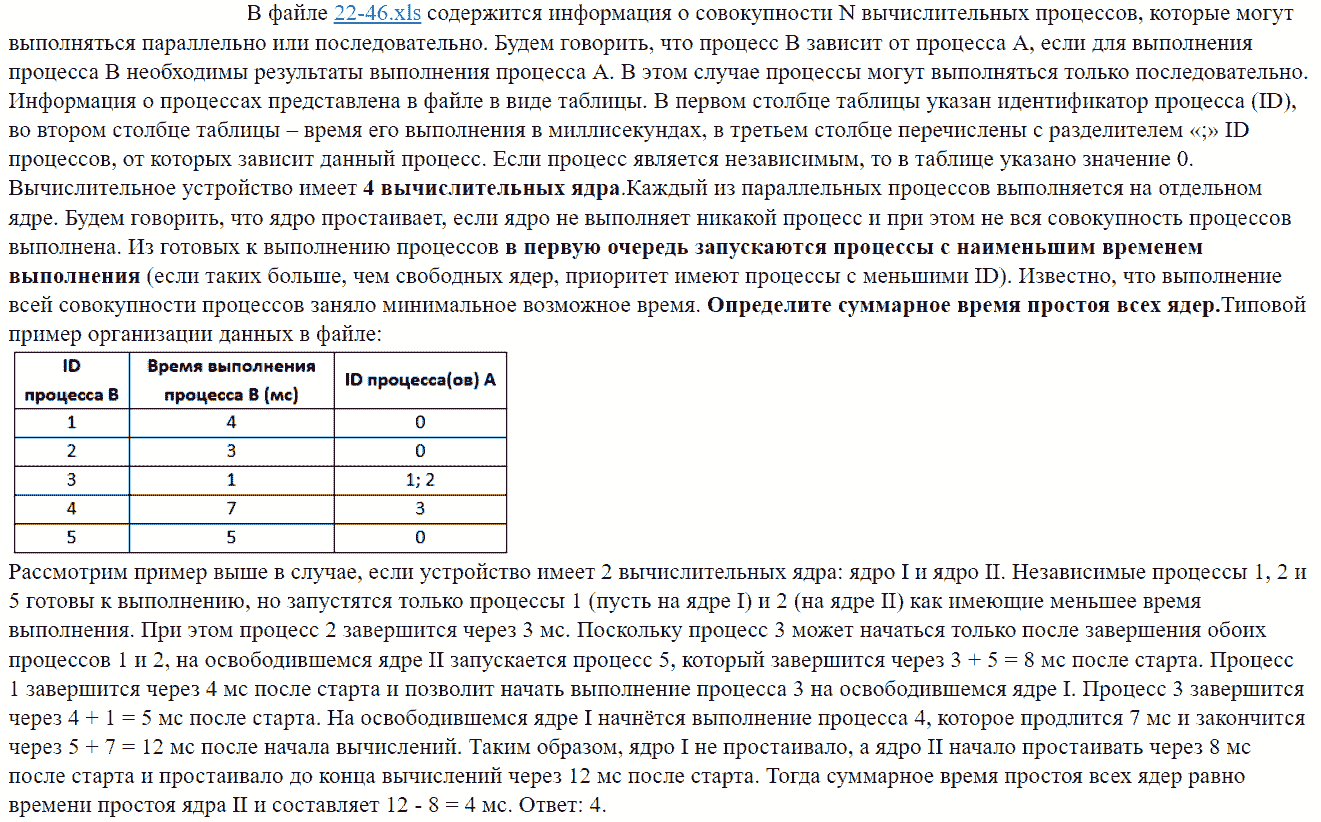 В файле 22-46.xls содержится информация о совокупности N вычислительных процессов, которые могут
выполняться параллельно или последовательно. Будем говорить, что процесс B зависит от процесса A, если для выполнения
процесса B необходимы результаты выполнения процесса A. В этом случае процессы могут выполняться только последовательно.
Информация о процессах представлена в файле в виде таблицы. В первом столбце таблицы указан идентификатор процесса (ID),
во втором столбце таблицы – время его выполнения в миллисекундах, в третьем столбце перечислены с разделителем «;» ID
процессов, от которых зависит данный процесс. Если процесс является независимым, то в таблице указано значение 0.
Вычислительное устройство имеет 4 вычислительных ядра.Каждый из параллельных процессов выполняется на отдельном
ядре. Будем говорить, что ядро простаивает, если ядро не выполняет никакой процесс и при этом не вся совокупность процессов
выполнена. Из готовых к выполнению процессов в первую очередь запускаются процессы с наименьшим временем
выполнения (если таких больше, чем свободных ядер, приоритет имеют процессы с меньшими ID). Известно, что выполнение
всей совокупности процессов заняло минимальное возможное время. Определите суммарное время простоя всех ядер.Типовой
пример организации данных в файле:
ID процесса B | Время выполнения процесса B (мс) | ID процесса(ов) A
1 | 4 | 0
2 | 3 | 0
3 | 1 | 1; 2
4 | 7 | 3
5 | 5 | 0
Рассмотрим пример выше в случае, если устройство имеет 2 вычислительных ядра: ядро I и ядро II. Независимые процессы 1, 2 и
5 готовы к выполнению, но запустятся только процессы 1 (пусть на ядре I) и 2 (на ядре II) как имеющие меньшее время
выполнения. При этом процесс 2 завершится через 3 мс. Поскольку процесс 3 может начаться только после завершения обоих
процессов 1 и 2, на освободившемся ядре II запускается процесс 5, который завершится через 3 + 5 = 8 мс после старта. Процесс
1 завершится через 4 мс после старта и позволит начать выполнение процесса 3 на освободившемся ядре I. Процесс 3 завершится
через 4 + 1 = 5 мс после старта. На освободившемся ядре I начнётся выполнение процесса 4, которое продлится 7 мс и закончится
через 5 + 7 = 12 мс после начала вычислений. Таким образом, ядро I не простаивало, а ядро II начало простаивать через 8 мс
после старта и простаивало до конца вычислений через 12 мс после старта. Тогда суммарное время простоя всех ядер равно
времени простоя ядра II и составляет 12 - 8 = 4 мс. Ответ: 4.